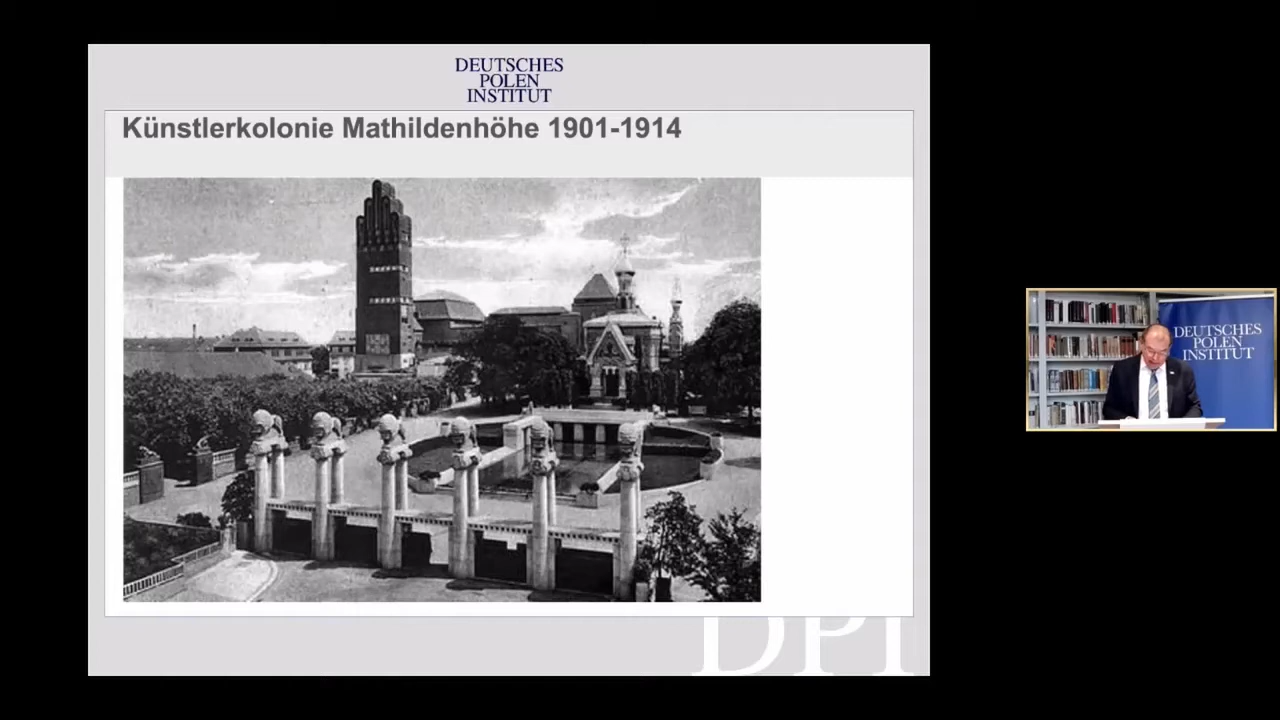 DEUTSCHES
POLEN
INSTITUT
Künstlerkolonie Mathildenhöhe 1901-1914
DPI
DEUTSCHES
POLEN
INSTITUT